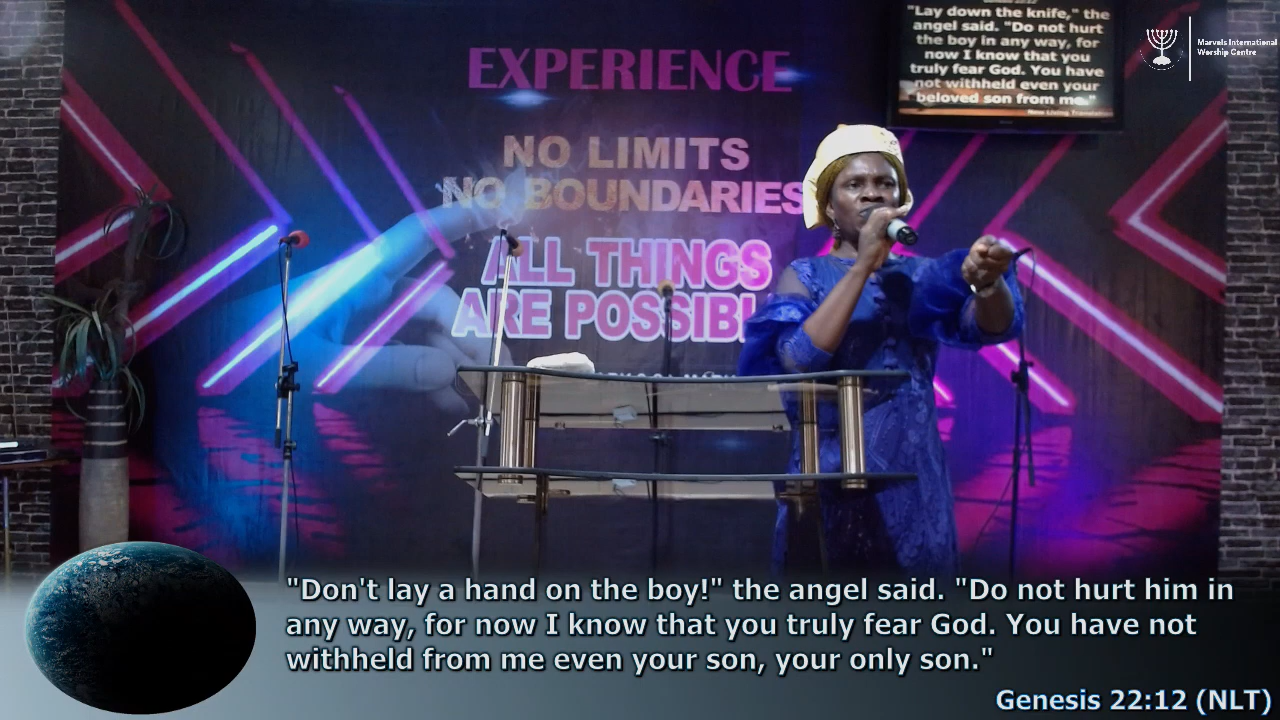 "Lay down the knife," the
angel said. "Do not hurt
the boy in any way, for
now I know that you
truly fear God. You have
not withheld even your
beloved son from me."
New Living
Marvels International
Worship Centre
EXPERIENCE
NO LIMITS
NO BOUNDARIES
ALL THINGS
ARE POSSIBL
"Don't lay a hand on the boy!" the angel said. "Do not hurt him in
any way, for now I know that you truly fear God. You have not
withheld from me even your son, your only son."
Genesis 22:12 (NLT)